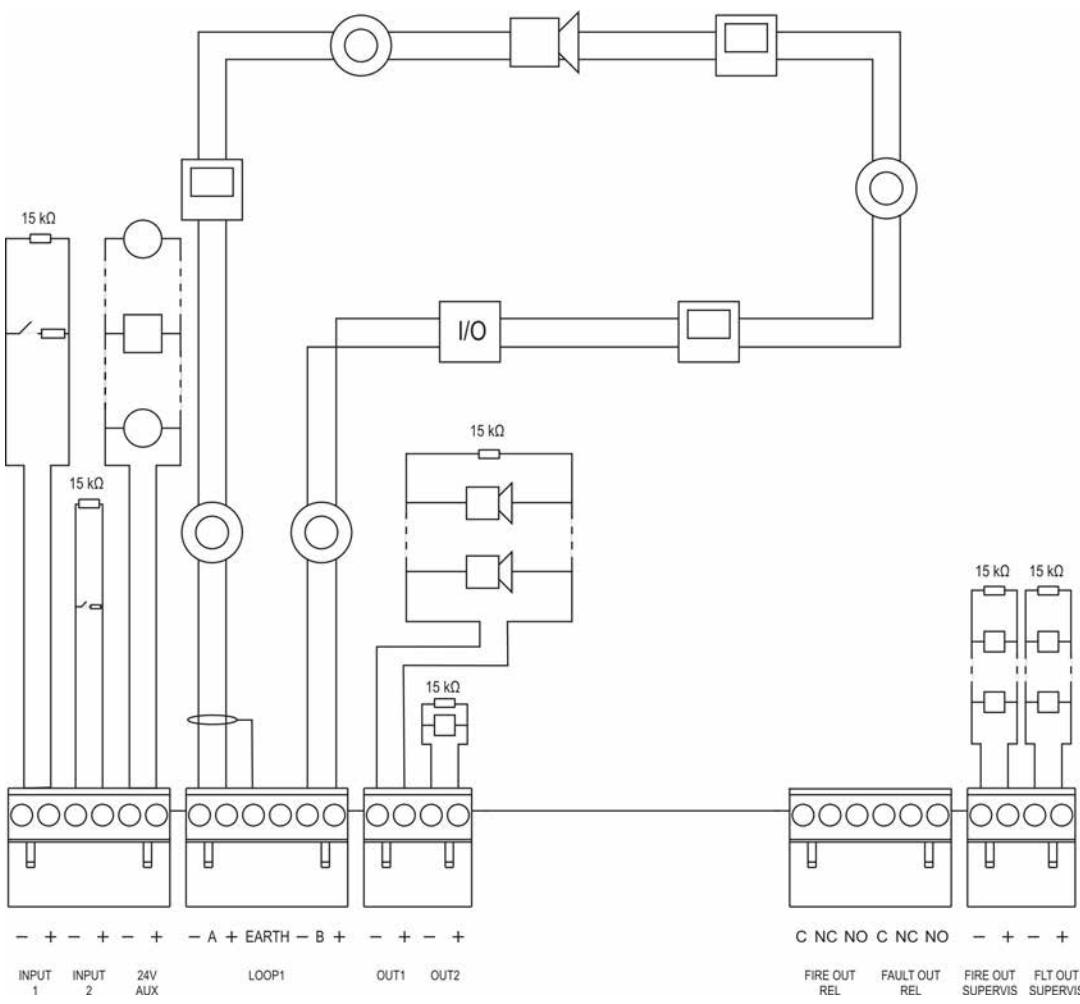 15 kΩ
I/O
15 kΩ
15 kΩ
15 kΩ 15 kΩ
15 kΩ
- + - + - + - A + EARTH - B + - + - + C NC NO C NC NO - + - +
INPUT 1
INPUT 2
24V AUX
LOOP1
OUT1
OUT2
FIRE OUT REL
FAULT OUT REL
FIRE OUT SUPERVIS
FLT OUT SUPERVIS